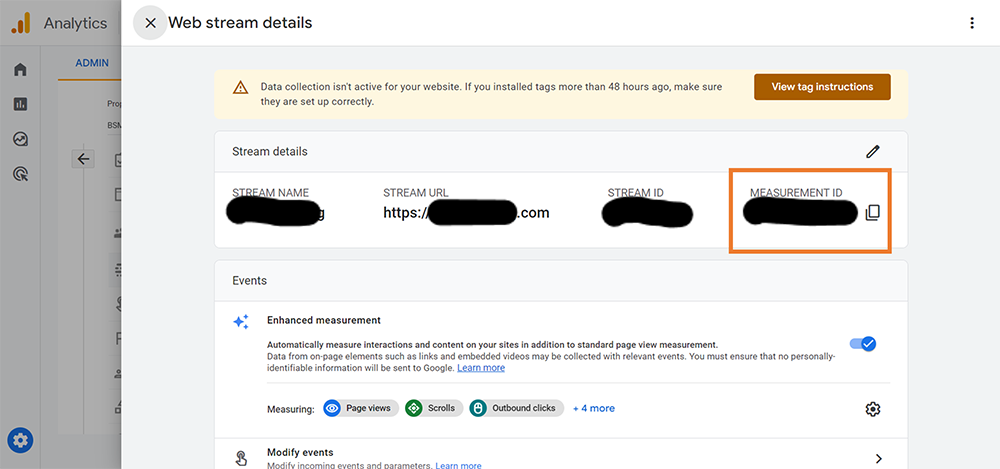 Analytics
Web stream details
ADMIN
Data collection isn't active for your website. If you installed tags more than 48 hours ago, make sure
they are set up correctly.
View tag instructions
Prop
BSM
Stream details
STREAM NAME
STREAM URL
STREAM ID
MEASUREMENT ID
g
https://
.com
Events
Enhanced measurement
Automatically measure interactions and content on your sites in addition to standard page view measurement.
Data from on-page elements such as links and embedded videos may be collected with relevant events. You must ensure that no personally-
identifiable information will be sent to Google. Learn more
Measuring:
Page views
Scrolls
Outbound clicks
+ 4 more
Modify events
Modify incoming events and parameters. Learn more